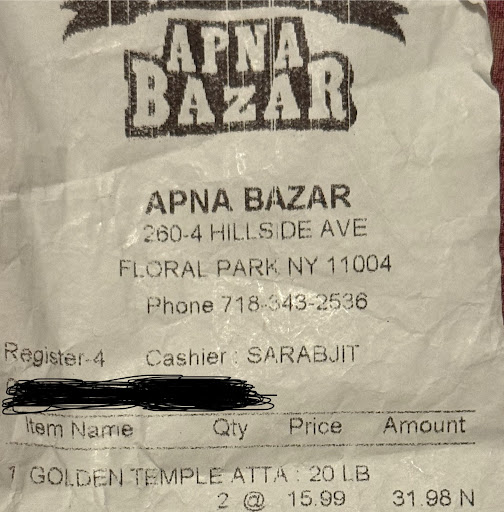 APNA
BAZAR
APNA BAZAR
260-4 HILLSIDE AVE
FLORAL PARK NY 11004
Phone 718-343-2536
Register-4 Cashier : SARABJIT
Item Name Qty Price Amount
1 GOLDEN TEMPLE ATTA : 20 LB
2 @ 15.99 31.98 N